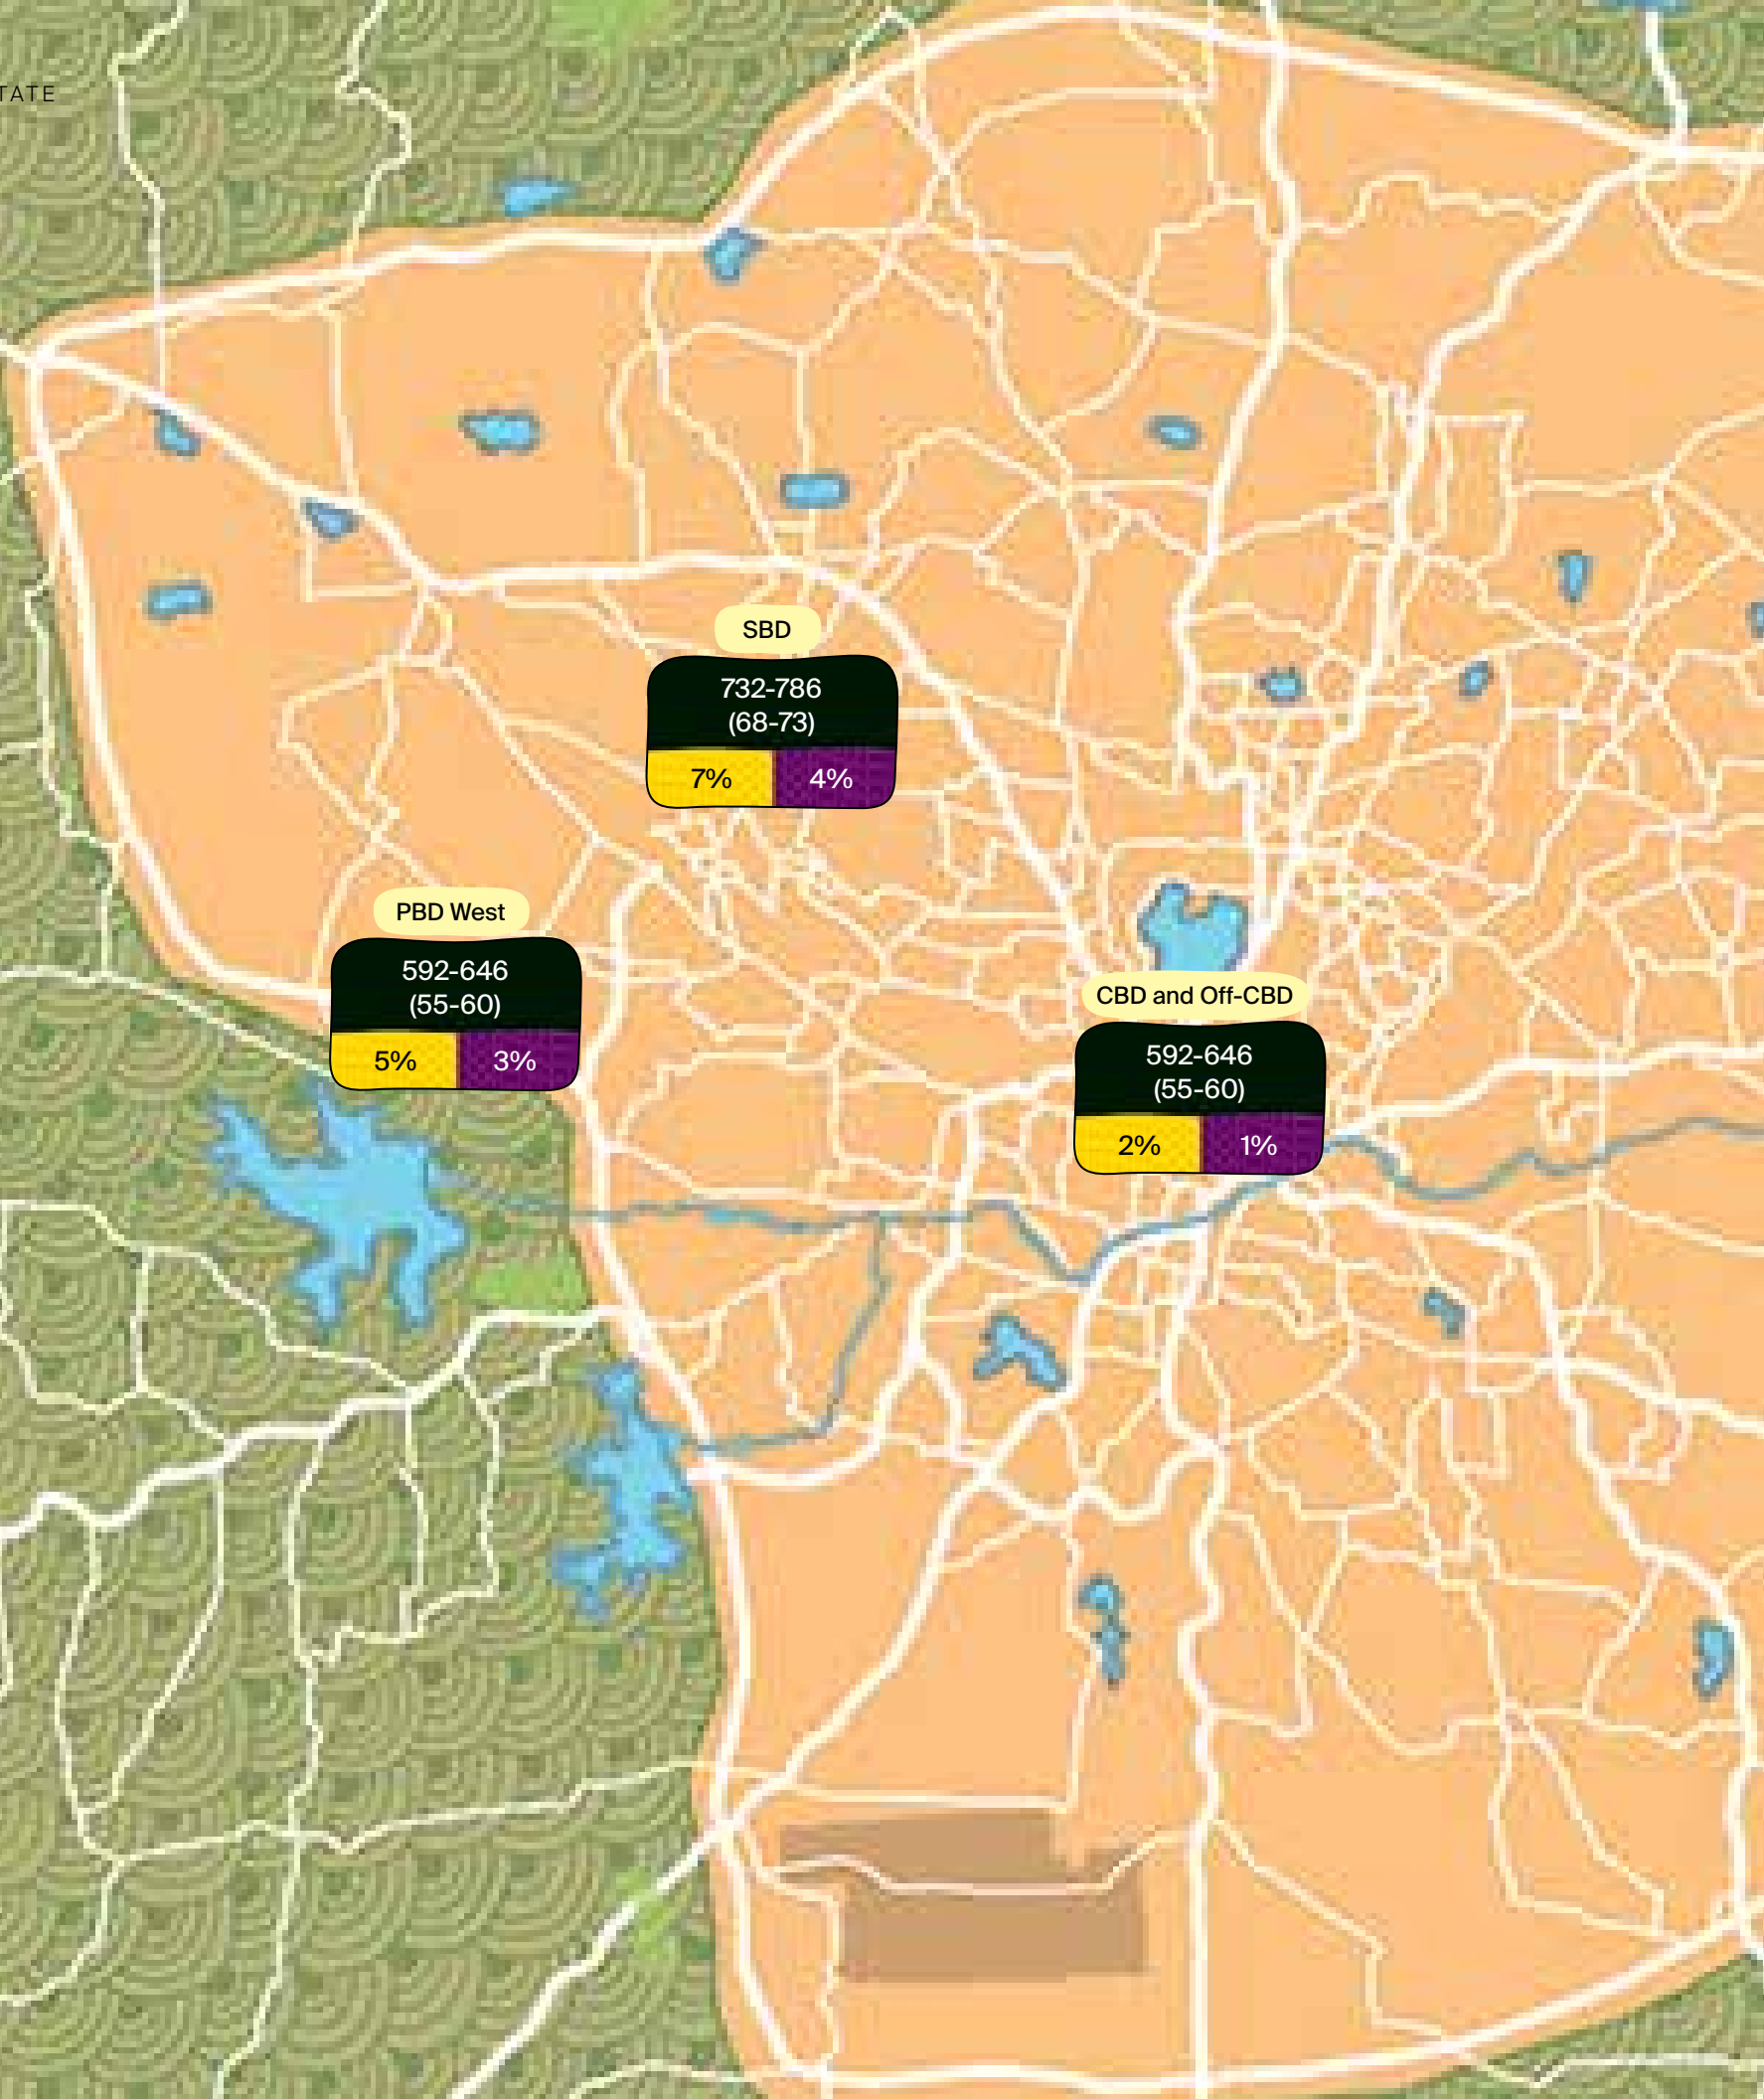 TATE
SBD
732-786
(68-73)
7% 4%
PBD West
592-646
(55-60)
5% 3%
CBD and Off-CBD
592-646
(55-60)
2% 1%